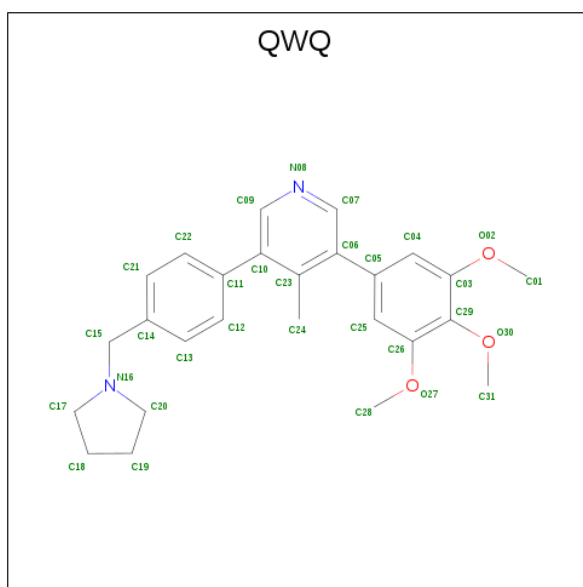 QWQ
N08
C09 C07
C22 C06 C04 O02
C21 C10 C05 C03 C01
C11 C23 C29
C12 C24 C25 O30
C15 C14 C13 C26
N16 O27 C31
C17 C20 C28
C18 C19